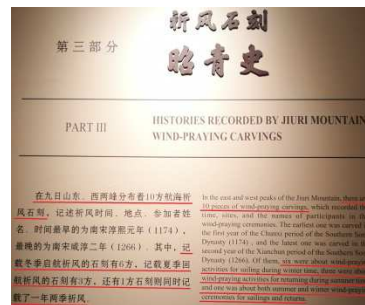 第三部分
祈风石刻
昭青史
PART III
HISTORIES RECORDED BY JIURI MOUNTAIN
WIND-PRAYING CARVINGS
在九日山东、西两峰分布着10方航海祈
风石刻。记述祈风时间、地点、参加者姓
名。时间最早的为南宋淳熙元年（1174），
最晚的为南宋咸淳二年（1266）。其中，记
载冬季启航祈风的石刻有6方，记载夏季回
航祈风的石刻有3方，还有1方石刻则同时记
载了一年两季祈风。
In the east and west peaks of the Jiuri Mountain, there are
10 pieces of wind-praying carvings, which recorded the
time, sites, and the names of participants in the
wind-praying ceremonies. The earliest one was carved in
the first year of the Chunxi period of the Southern Song
Dynasty (1174), and the latest one was carved in the
second year of the Xianchun period of the Southern Song
Dynasty (1266). Of them, six were about wind-praying
activities for sailing during winter time, three were about
wind-praying activities for returning during summer time,
and one was about both summer and winter wind-praying
ceremonies for sailings and returns.